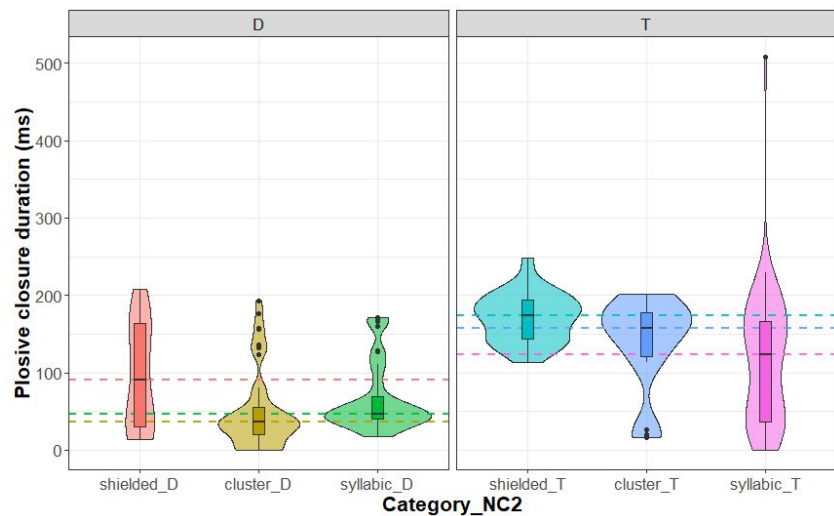 D T
Plosive closure duration (ms)
500
400
300
200
100
0
shielded_D cluster_D syllabic_D shielded_T cluster_T syllabic_T
Category_NC2